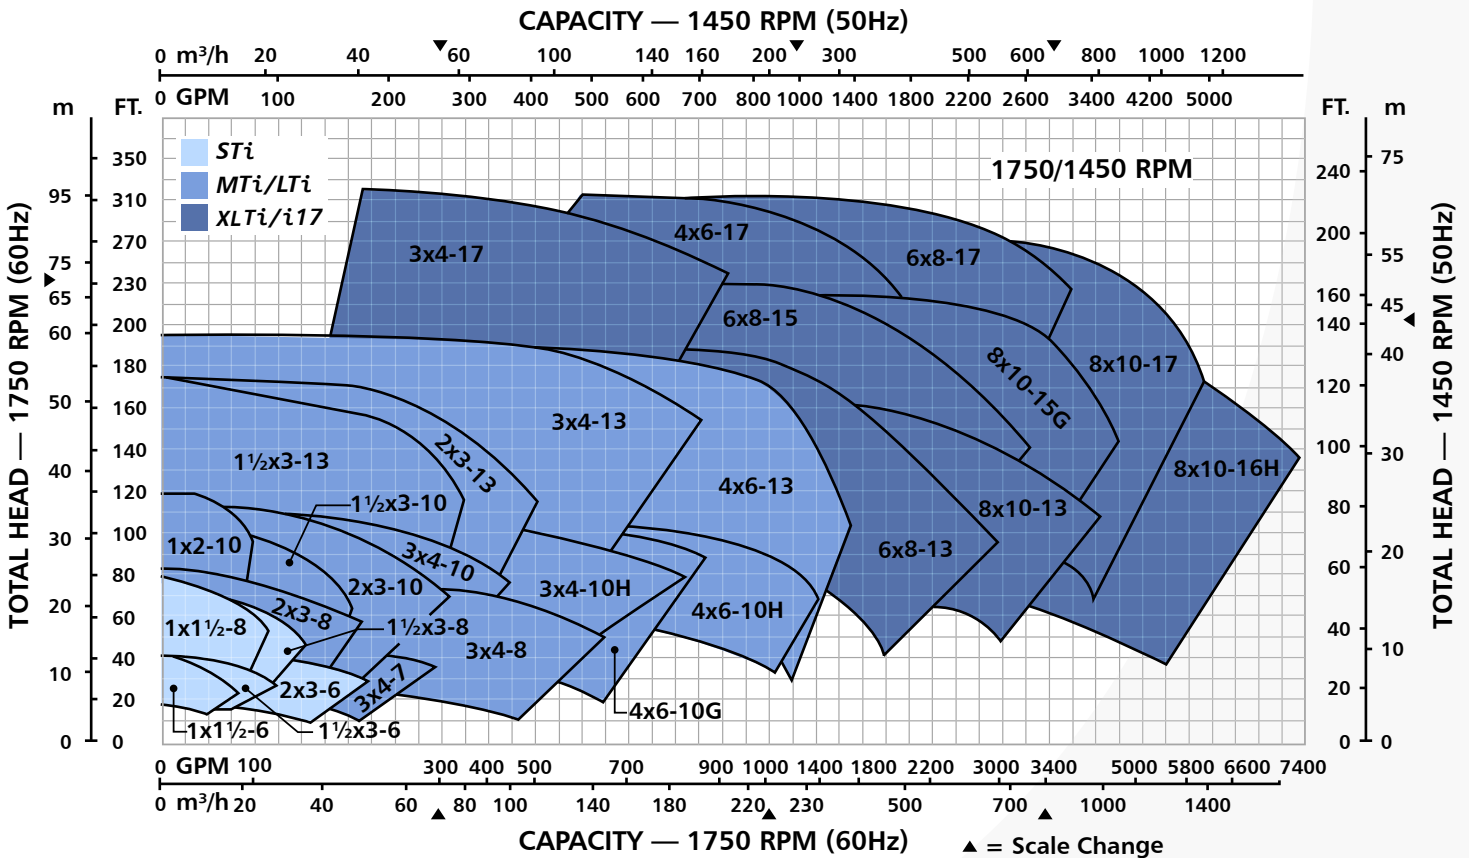 CAPACITY — 1450 RPM (50Hz)
0 m³/h 20 40 60 100 140 160 200 300 500 600 800 1000 1200
0 GPM 100 200 300 400 500 600 700 800 1000 1400 1800 2200 2600 3400 4200 5000
m FT. FT. m
TOTAL HEAD — 1750 RPM (60Hz)
95
75
65
60
50
40
30
20
10
0
350
310
270
230
200
180
160
140
120
100
80
60
40
20
0
STi
MTi/LTi
XLTi/i17
1750/1450 RPM
3x4-17
4x6-17
6x8-17
6x8-15
8x10-15G
8x10-17
3x4-13
2x3-13
1½x3-13
4x6-13
8x10-16H
1½x3-10
8x10-13
1x2-10
3x4-10
6x8-13
2x3-10
3x4-10H
4x6-10H
2x3-8
1x1½-8
1½x3-8
3x4-8
2x3-6
3x4-7
4x6-10G
1x1½-6
1½x3-6
240
200
160
140
120
100
80
60
40
20
0
75
55
45
40
30
20
10
0
TOTAL HEAD — 1450 RPM (50Hz)
0 GPM 100 300 400 500 700 900 1000 1400 1800 2200 3000 3400 5000 5800 6600 7400
0 m³/h 20 40 60 80 100 140 180 220 230 500 700 1000 1400
CAPACITY — 1750 RPM (60Hz)
▲ = Scale Change